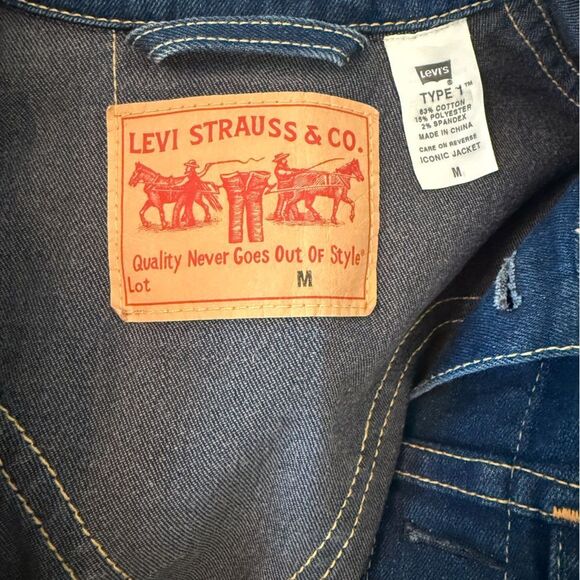 LEVI STRAUSS & CO.
Quality Never Goes Out Of Style®
Lot M
Levi's
®
TYPE 1™
83% COTTON
15% POLYESTER
2% SPANDEX
MADE IN CHINA
CARE ON REVERSE
ICONIC JACKET
M